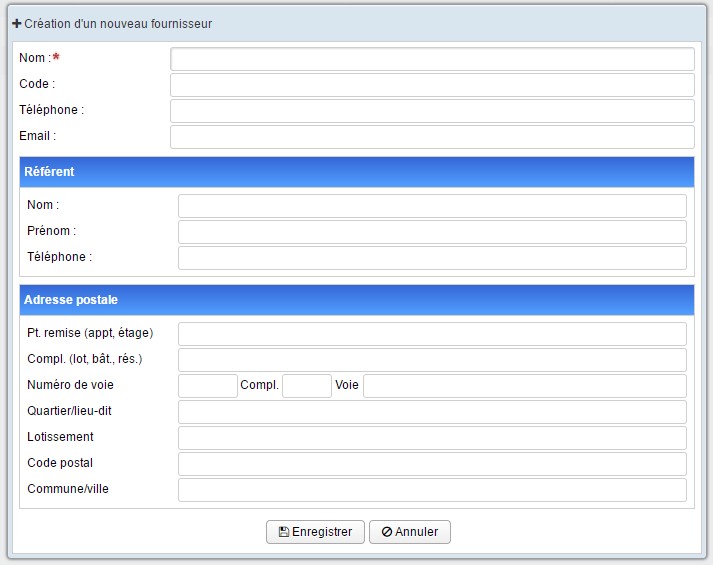 Création d'un nouveau fournisseur
Nom :*
Code :
Téléphone :
Email :
Référent
Nom :
Prénom :
Téléphone :
Adresse postale
Pt. remise (appt, étage)
Compl. (lot, bât., rés.)
Numéro de voie Compl. Voie
Quartier/lieu-dit
Lotissement
Code postal
Commune/ville
Enregistrer Annuler